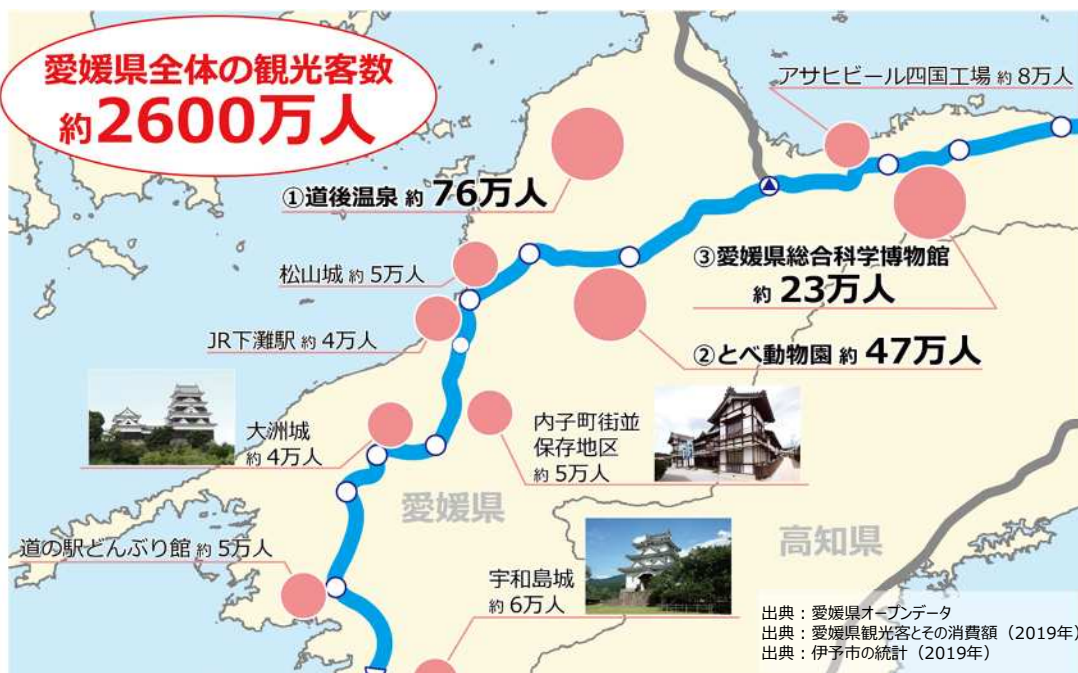 愛媛県全体の観光客数
約2600万人
アサヒビール四国工場 約 8万人
①道後温泉 約 76万人
松山城 約 5万人
③愛媛県総合科学博物館
約 23万人
JR下灘駅 約 4万人
②とべ動物園 約 47万人
大洲城
約 4万人
内子町街並
保存地区
約 5万人
愛媛県
高知県
道の駅どんぶり館 約 5万人
宇和島城
約 6万人
出典：愛媛県オープンデータ
出典：愛媛県観光客とその消費額（2019年）
出典：伊予市の統計（2019年）